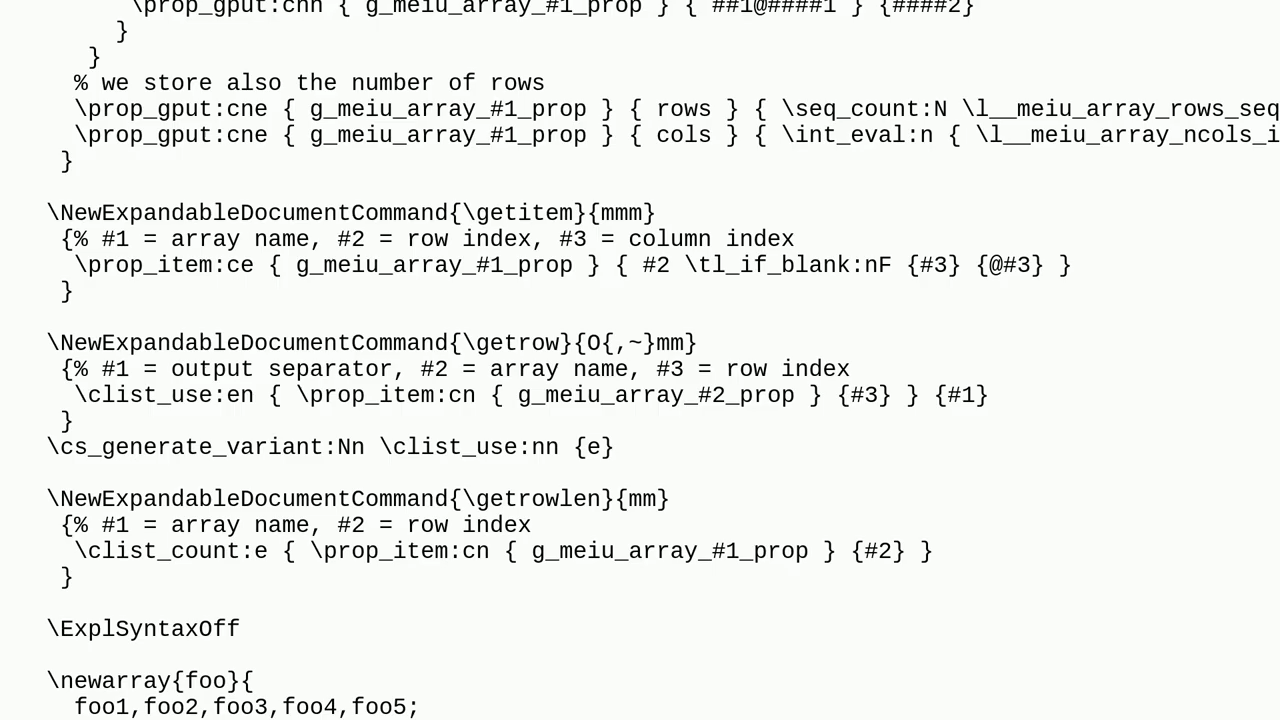 \prop_gput:cnn { g_meiu_array_#1_prop } { ##1@####1 } {####2}
}
}
% we store also the number of rows
\prop_gput:cne { g_meiu_array_#1_prop } { rows } { \seq_count:N \l__meiu_array_rows_seq
\prop_gput:cne { g_meiu_array_#1_prop } { cols } { \int_eval:n { \l__meiu_array_ncols_i
}
\NewExpandableDocumentCommand{\getitem}{mmm}
{% #1 = array name, #2 = row index, #3 = column index
\prop_item:ce { g_meiu_array_#1_prop } { #2 \tl_if_blank:nF {#3} {@#3} }
}
\NewExpandableDocumentCommand{\getrow}{O{,~}mm}
{% #1 = output separator, #2 = array name, #3 = row index
\clist_use:en { \prop_item:cn { g_meiu_array_#2_prop } {#3} } {#1}
}
\cs_generate_variant:Nn \clist_use:nn {e}
\NewExpandableDocumentCommand{\getrowlen}{mm}
{% #1 = array name, #2 = row index
\clist_count:e { \prop_item:cn { g_meiu_array_#1_prop } {#2} }
}
\ExplSyntaxOff
\newarray{foo}{
foo1,foo2,foo3,foo4,foo5;